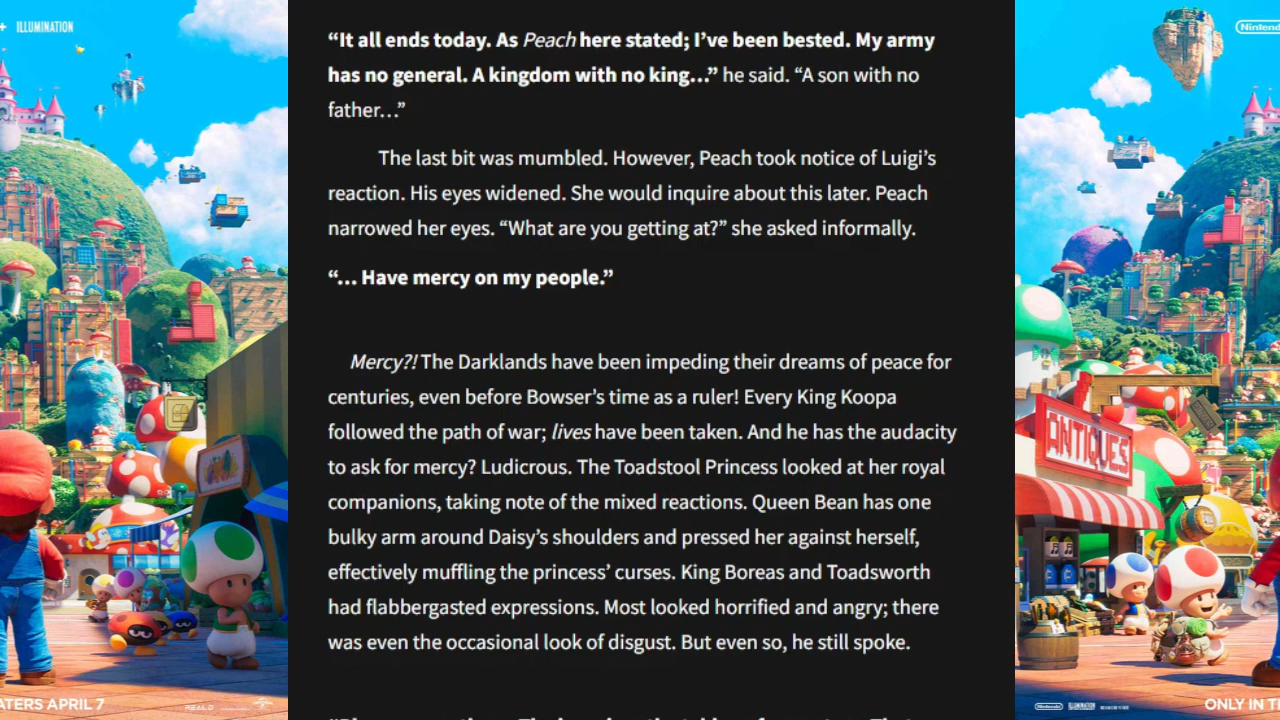 ILLUMINATION
Nintend
“It all ends today. As Peach here stated; I’ve been bested. My army
has no general. A kingdom with no king…” he said. “A son with no
father…”
The last bit was mumbled. However, Peach took notice of Luigi’s
reaction. His eyes widened. She would inquire about this later. Peach
narrowed her eyes. “What are you getting at?” she asked informally.
“… Have mercy on my people.”
Mercy?! The Darklands have been impeding their dreams of peace for
centuries, even before Bowser’s time as a ruler! Every King Koopa
followed the path of war; lives have been taken. And he has the audacity
to ask for mercy? Ludicrous. The Toadstool Princess looked at her royal
companions, taking note of the mixed reactions. Queen Bean has one
bulky arm around Daisy’s shoulders and pressed her against herself,
effectively muffling the princess’ curses. King Boreas and Toadsworth
had flabbergasted expressions. Most looked horrified and angry; there
was even the occasional look of disgust. But even so, he still spoke.
ANTIQUES
ATERS APRIL 7
REALD
Nintendo
ONLY IN T